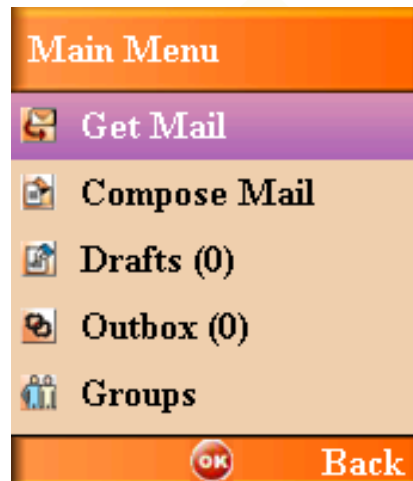 Main Menu
Get Mail
Compose Mail
Drafts (0)
Outbox (0)
Groups
OK Back